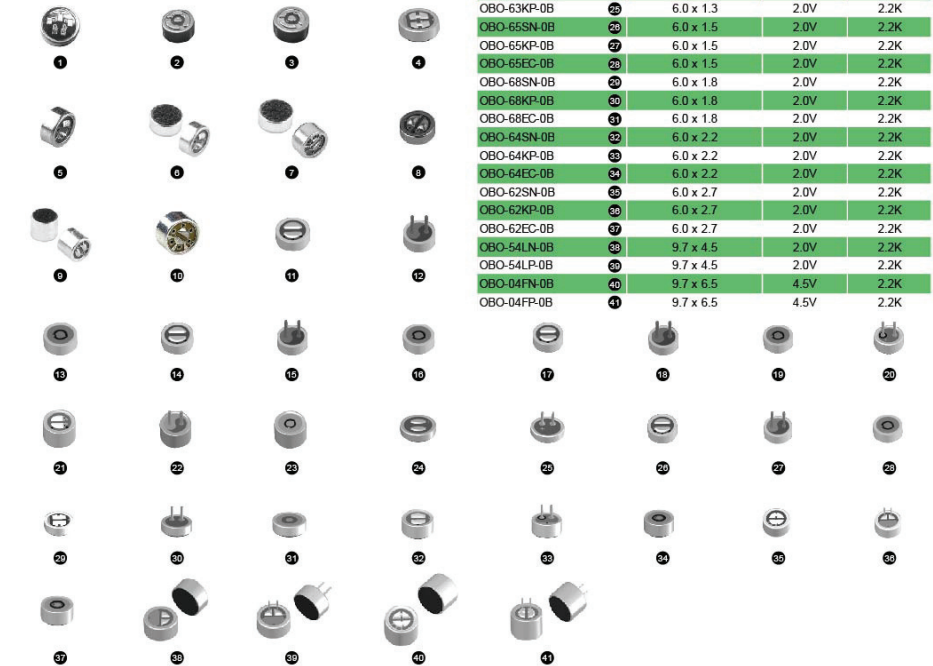 OBO-63KP-0B 25 6.0 x 1.3 2.0V 2.2K
OBO-65SN-0B 26 6.0 x 1.5 2.0V 2.2K
OBO-65KP-0B 27 6.0 x 1.5 2.0V 2.2K
OBO-65EC-0B 28 6.0 x 1.5 2.0V 2.2K
OBO-68SN-0B 29 6.0 x 1.8 2.0V 2.2K
OBO-68KP-0B 30 6.0 x 1.8 2.0V 2.2K
OBO-68EC-0B 31 6.0 x 1.8 2.0V 2.2K
OBO-64SN-0B 32 6.0 x 2.2 2.0V 2.2K
OBO-64KP-0B 33 6.0 x 2.2 2.0V 2.2K
OBO-64EC-0B 34 6.0 x 2.2 2.0V 2.2K
OBO-62SN-0B 35 6.0 x 2.7 2.0V 2.2K
OBO-62KP-0B 36 6.0 x 2.7 2.0V 2.2K
OBO-62EC-0B 37 6.0 x 2.7 2.0V 2.2K
OBO-54LN-0B 38 9.7 x 4.5 2.0V 2.2K
OBO-54LP-0B 39 9.7 x 4.5 2.0V 2.2K
OBO-04FN-0B 40 9.7 x 6.5 4.5V 2.2K
OBO-04FP-0B 41 9.7 x 6.5 4.5V 2.2K
1 2 3 4
5 6 7 8
9 10 11 12
13 14 15 16 17 18 19 20
21 22 23 24 25 26 27 28
29 30 31 32 33 34 35 36
37 38 39 40 41